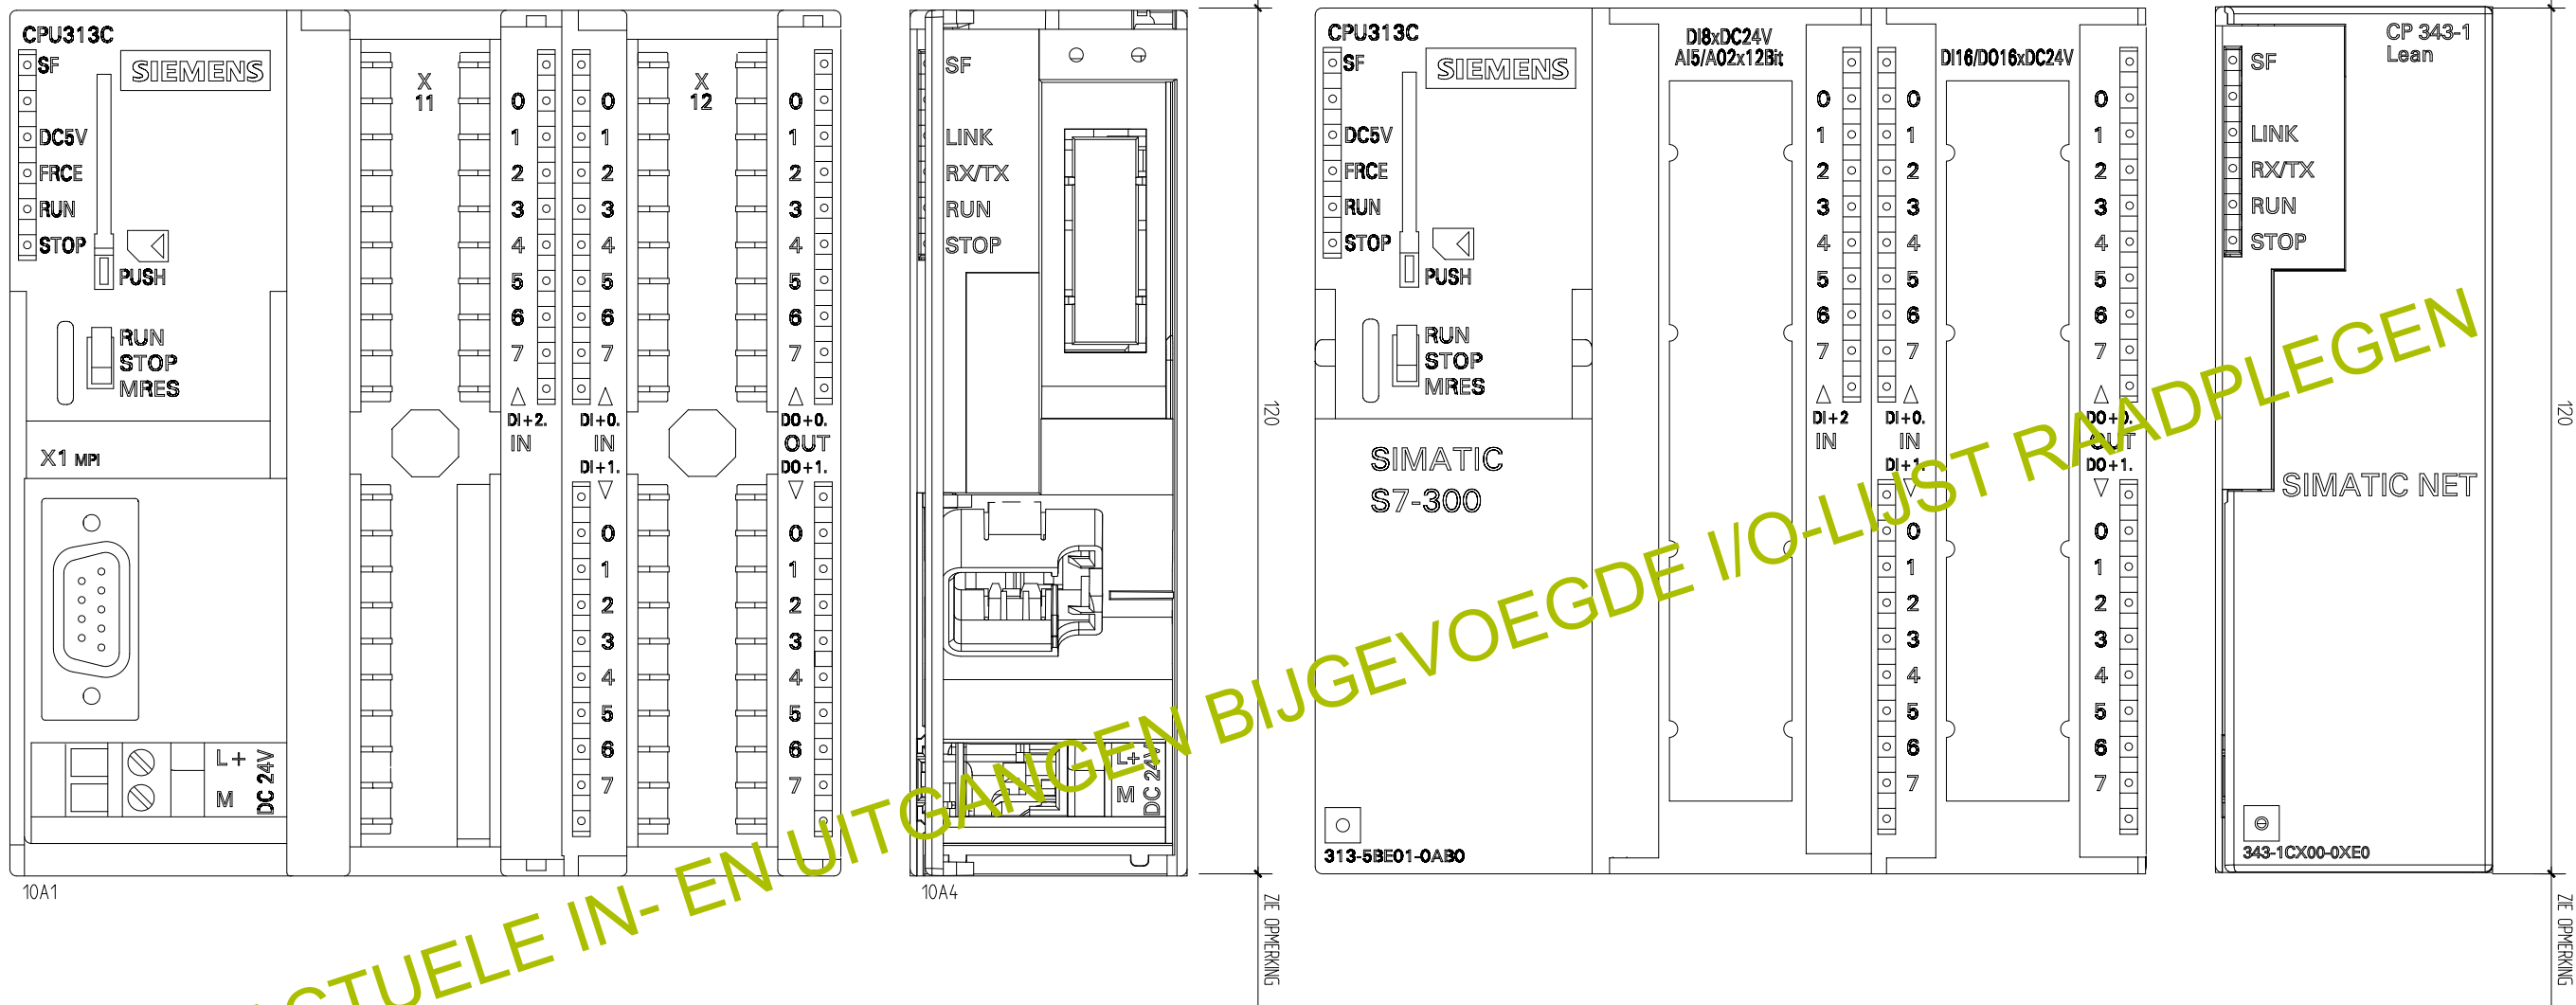 CPU313C
SIEMENS
SF
DC5V
FRCE
RUN
STOP
PUSH
RUN
STOP
MRES
X1 MPI
L+
M
DC 24V
X
11
0
1
2
3
4
5
6
7
DI+2.
IN
0
1
2
3
4
5
6
7
DI+0.
IN
DI+1.
0
1
2
3
4
5
6
7
X
12
0
1
2
3
4
5
6
7
DO+0.
OUT
DO+1.
0
1
2
3
4
5
6
7
10A1
SF
LINK
RX/TX
RUN
STOP
L+
M
DC 24V
10A4
120
ZIE OPMERKING
CPU313C
SIEMENS
SF
DC5V
FRCE
RUN
STOP
PUSH
RUN
STOP
MRES
SIMATIC
S7-300
313-5BE01-0AB0
DI8xDC24V
AI5/AO2x12Bit
0
1
2
3
4
5
6
7
DI+2
IN
DI16/DO16xDC24V
0
1
2
3
4
5
6
7
DI+0.
IN
DI+1.
0
1
2
3
4
5
6
7
0
1
2
3
4
5
6
7
DO+0.
OUT
DO+1.
0
1
2
3
4
5
6
7
CP 343-1
Lean
SF
LINK
RX/TX
RUN
STOP
SIMATIC NET
343-1CX00-0XE0
120
ZIE OPMERKING
IN- EN UITGANGEN BIJGEVOEGDE I/O-LIJST RAADPLEGEN